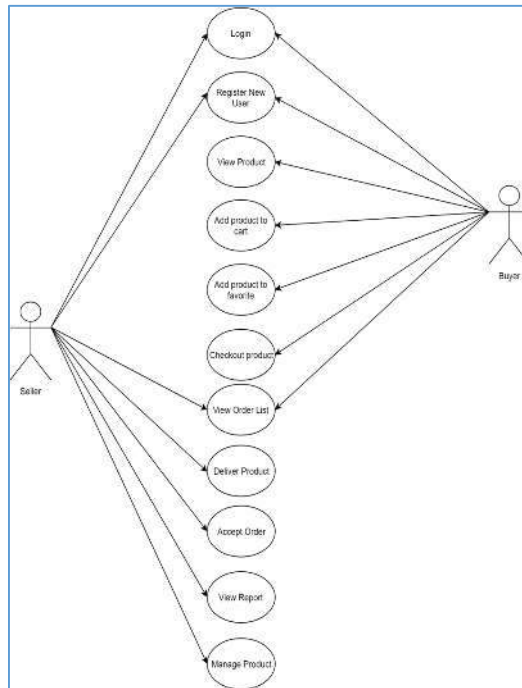 Login
Register New
User
View Product
Add product to
cart
Add product to
favorite
Checkout product
View Order List
Deliver Product
Accept Order
View Report
Manage Product
Seller
Buyer